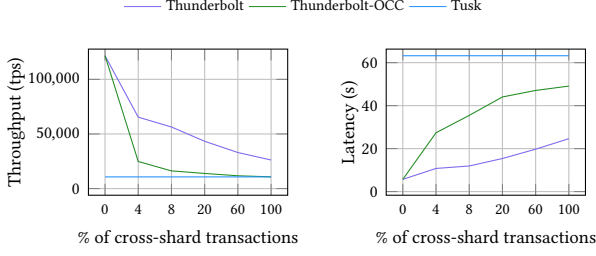 Thunderbolt Thunderbolt-OCC Tusk
Throughput (tps)
100,000
50,000
0
0 4 8 20 60 100
% of cross-shard transactions
Latency (s)
60
40
20
0
0 4 8 20 60 100
% of cross-shard transactions